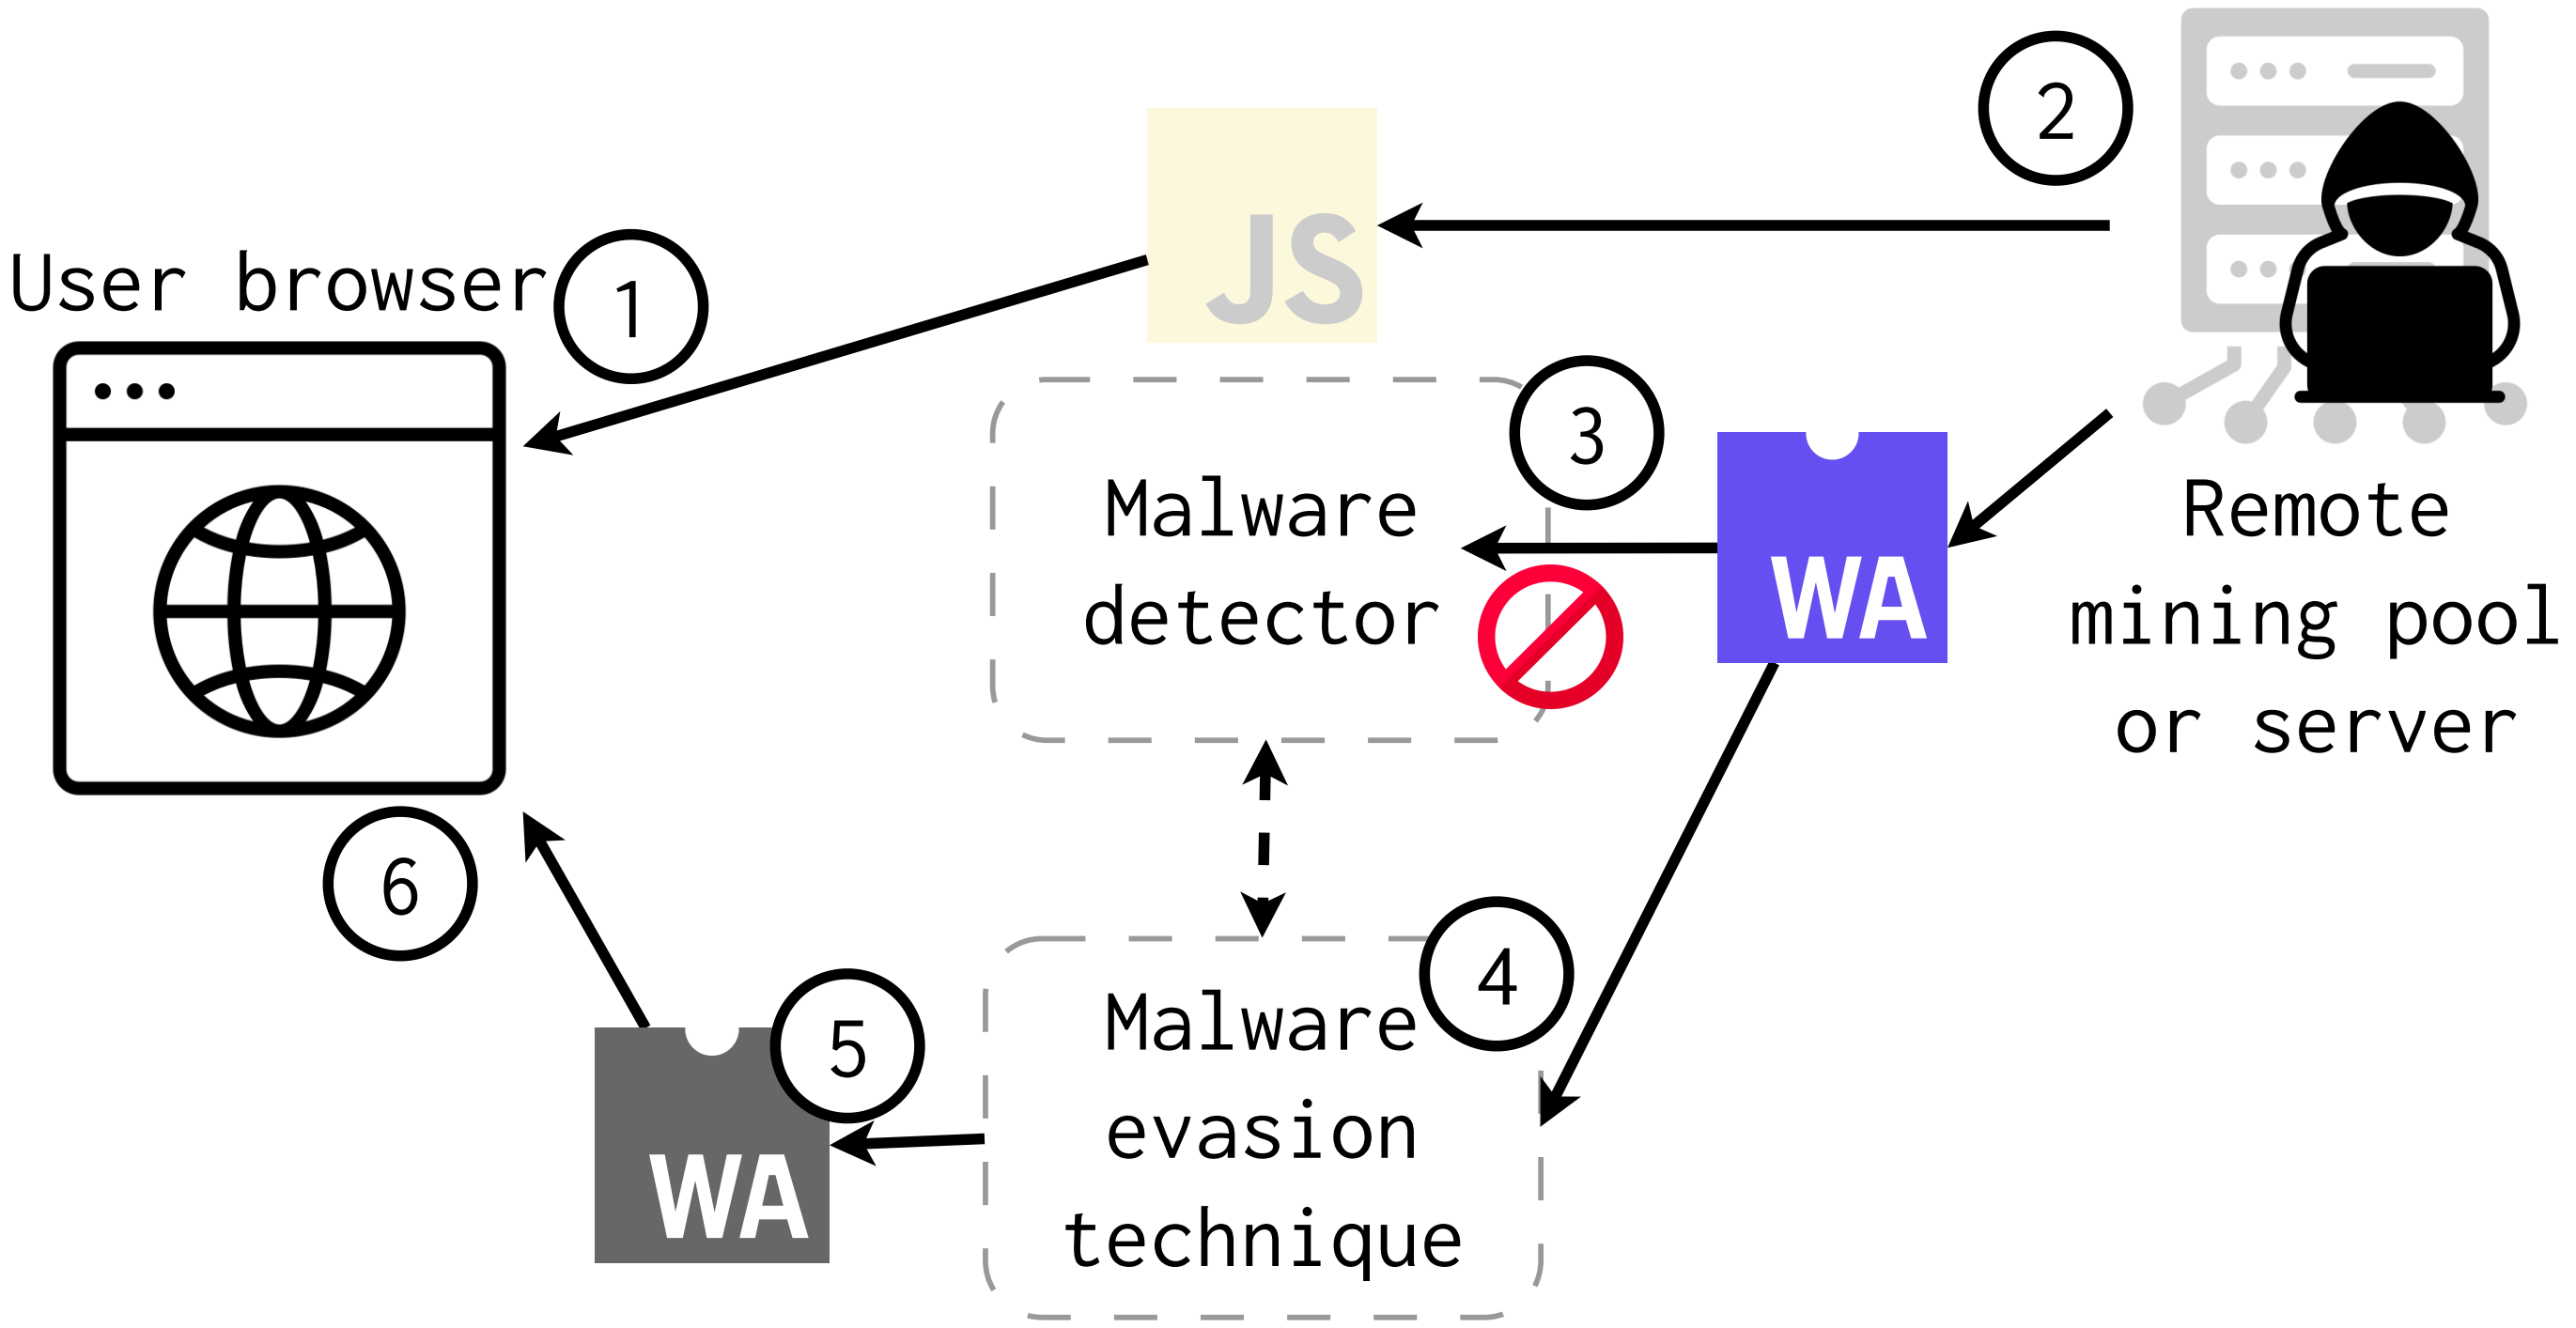 2
JS
User browser
1
3
Malware
detector
WA
Remote
mining pool
or server
6
5
WA
4
Malware
evasion
technique